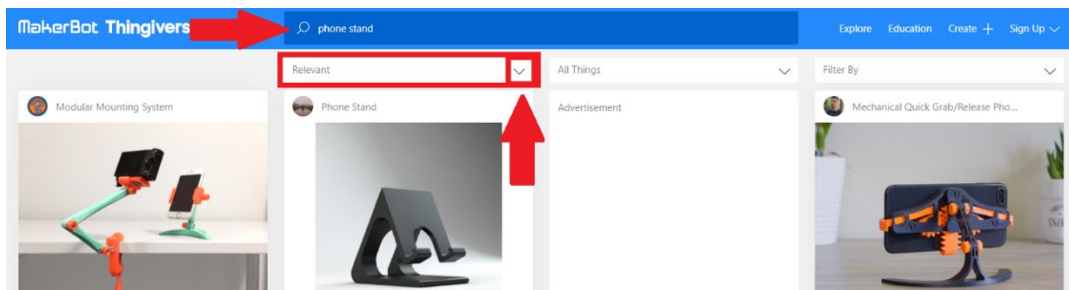 MakerBot Thingivers
phone stand
Explore Education Create Sign Up
Relevant
All Things
Filter By
Modular Mounting System
Phone Stand
Advertisement
Mechanical Quick Grab/Release Pho...